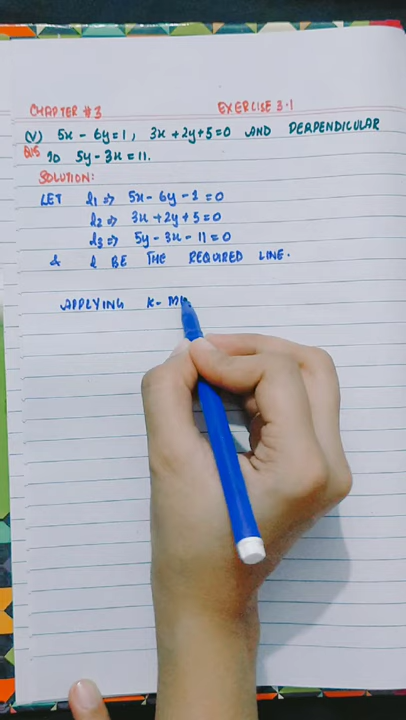 CHAPTER #3 EXERCISE 3.1
(V) 5x - 6y = 1, 3x + 2y + 5 = 0 AND PERPENDICULAR
Q15 TO 5y - 3x = 11.
SOLUTION:
LET l1 => 5x - 6y - 1 = 0
l2 => 3x + 2y + 5 = 0
l3 => 5y - 3x - 11 = 0
& l BE THE REQUIRED LINE.
APPLYING K-